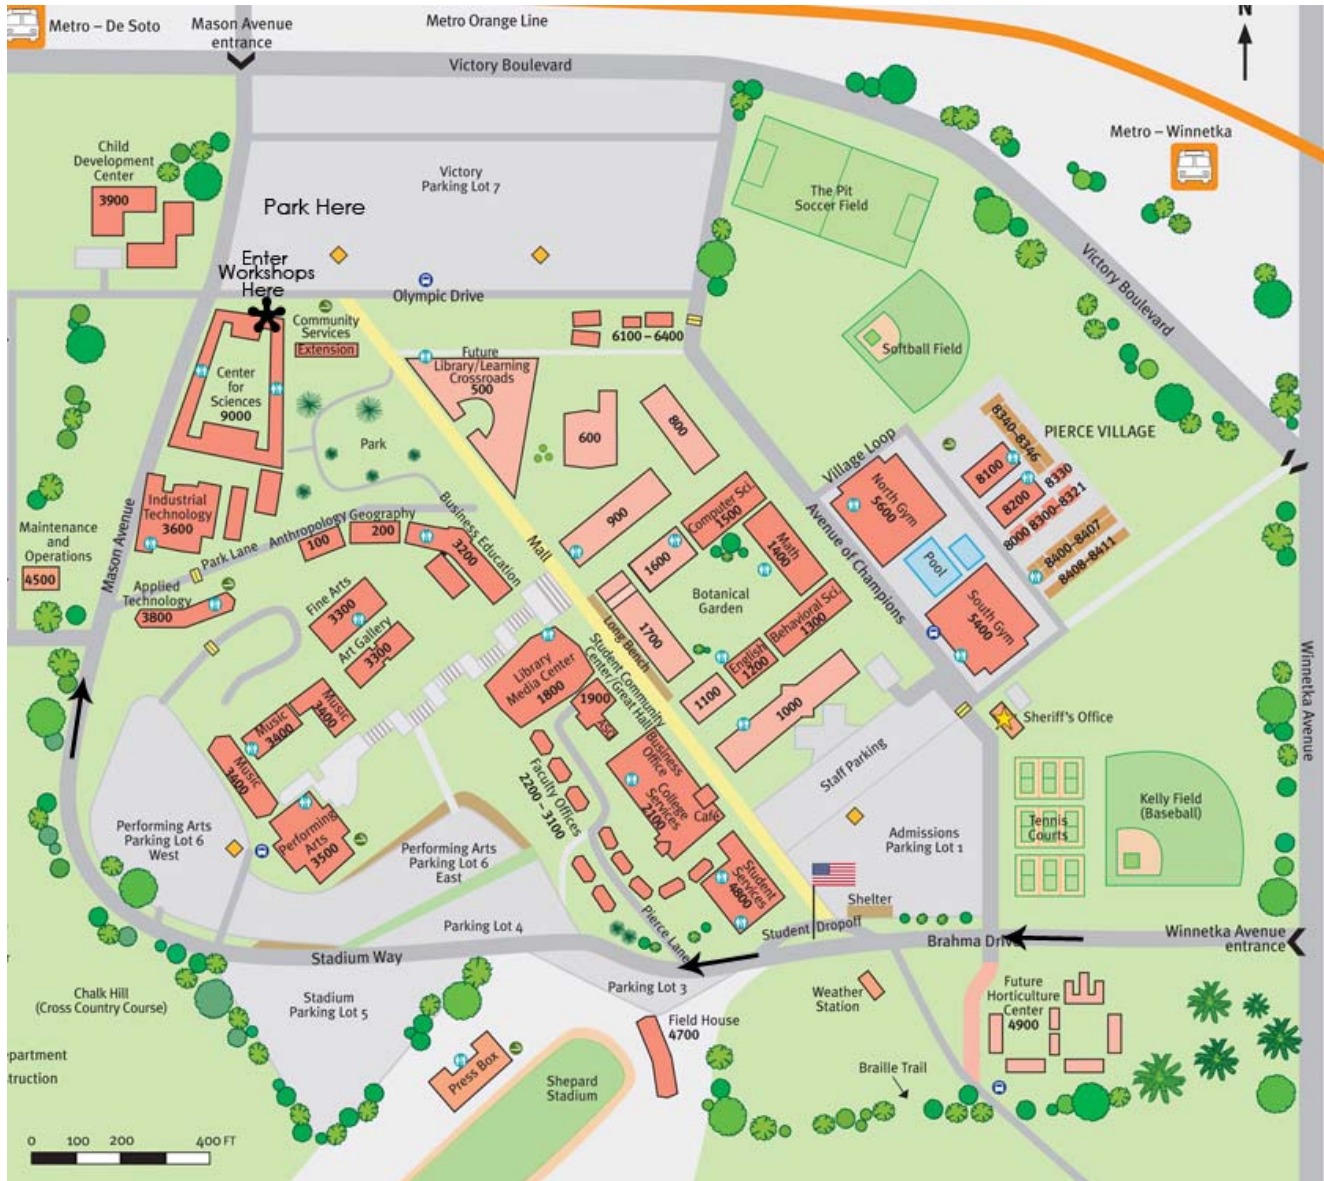 N
Metro – De Soto
Mason Avenue
entrance
Metro Orange Line
Victory Boulevard
Metro – Winnetka
Child
Development
Center
3900
Victory
Parking Lot 7
Park Here
The Pit
Soccer Field
Enter
Workshops
Here
Victory Boulevard
Olympic Drive
Community
Services
Extension
6100 – 6400
Future
Library/Learning
Crossroads
500
Softball Field
Center
for
Sciences
9000
Park
600
800
Village Loop
8340–8346
PIERCE VILLAGE
8100
8330
8200
8300–8321
8000
8400–8407
8408–8411
North Gym
5600
Pool
South Gym
5400
Avenue of Champions
Industrial
Technology
3600
Mason Avenue
Maintenance
and
Operations
4500
Park Lane
Anthropology
100
Geography
200
Business Education
3200
Mall
900
Computer Sci.
1500
1600
Math
1400
Botanical
Garden
Applied
Technology
3800
Fine Arts
3300
Art Gallery
3300
Long Bench
1700
Behavioral Sci.
1300
English
1200
1100
1000
Library
Media Center
1800
Student Community
Center/Great Hall
1900
ASO
Music
3400
Music
3400
Music
3400
Winnetka Avenue
Sheriff's Office
Business
Office
College
Services
2100
Café
Faculty Offices
2200 – 3100
Staff Parking
Performing Arts
Parking Lot 6
West
Performing
Arts
3500
Performing Arts
Parking Lot 6
East
Admissions
Parking Lot 1
Tennis
Courts
Kelly Field
(Baseball)
Student
Services
4800
Shelter
Pierce Lane
Student Dropoff
Parking Lot 4
Brahma Drive
Winnetka Avenue
entrance
Stadium Way
Chalk Hill
(Cross Country Course)
Stadium
Parking Lot 5
Parking Lot 3
Weather
Station
Future
Horticulture
Center
4900
Field House
4700
Press Box
Shepard
Stadium
Braille Trail
epartment
struction
0 100 200 400 FT